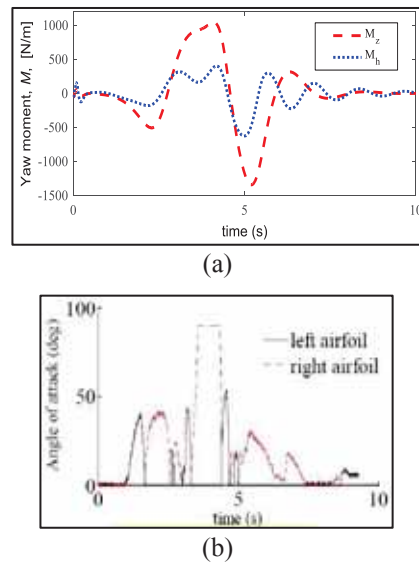 1000
500
0
-500
-1000
-1500
Yaw moment, M, [N/m]
M_z
M_h
0 5 10
time (s)
(a)
100
50
0
Angle of attack (deg)
left airfoil
right airfoil
0 5 10
time (s)
(b)